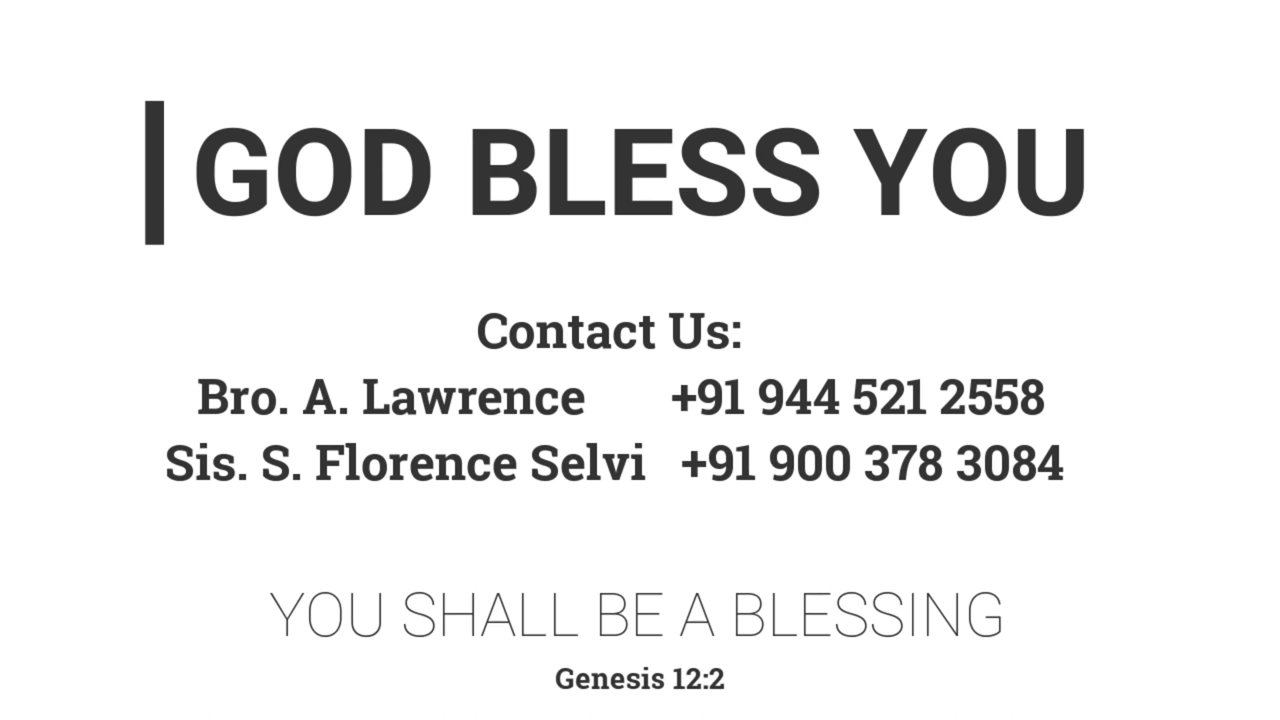 GOD BLESS YOU
Contact Us:
Bro. A. Lawrence +91 944 521 2558
Sis. S. Florence Selvi +91 900 378 3084
YOU SHALL BE A BLESSING
Genesis 12:2